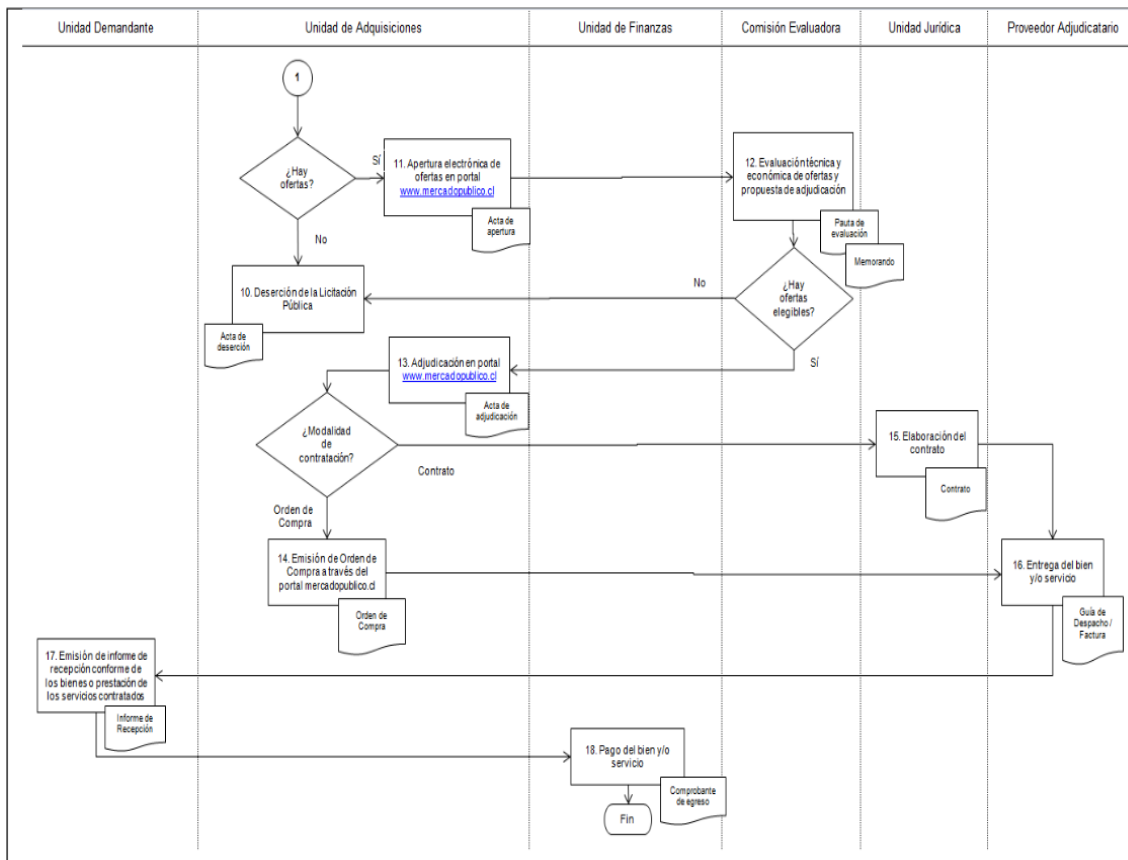 Unidad Demandante
Unidad de Adquisiciones
Unidad de Finanzas
Comisión Evaluadora
Unidad Jurídica
Proveedor Adjudicatario
1
¿Hay
ofertas?
Sí
11. Apertura electrónica de
ofertas en portal
www.mercadopublico.cl
Acta de
apertura
12. Evaluación técnica y
económica de ofertas y
propuesta de adjudicación
Pauta de
evaluación
Memorando
No
10. Deserción de la Licitación
Pública
Acta de
deserción
No
¿Hay
ofertas
elegibles?
Sí
13. Adjudicación en portal
www.mercadopublico.cl
Acta de
adjudicación
¿Modalidad
de
contratación?
Contrato
15. Elaboración del
contrato
Contrato
Orden de
Compra
14. Emisión de Orden de
Compra a través del
portal mercadopublico.cl
Orden de
Compra
16. Entrega del bien
y/o servicio
Guía de
Despacho /
Factura
17. Emisión de informe de
recepción conforme de
los bienes o prestación de
los servicios contratados
Informe de
Recepción
18. Pago del bien y/o
servicio
Comprobante
de egreso
Fin